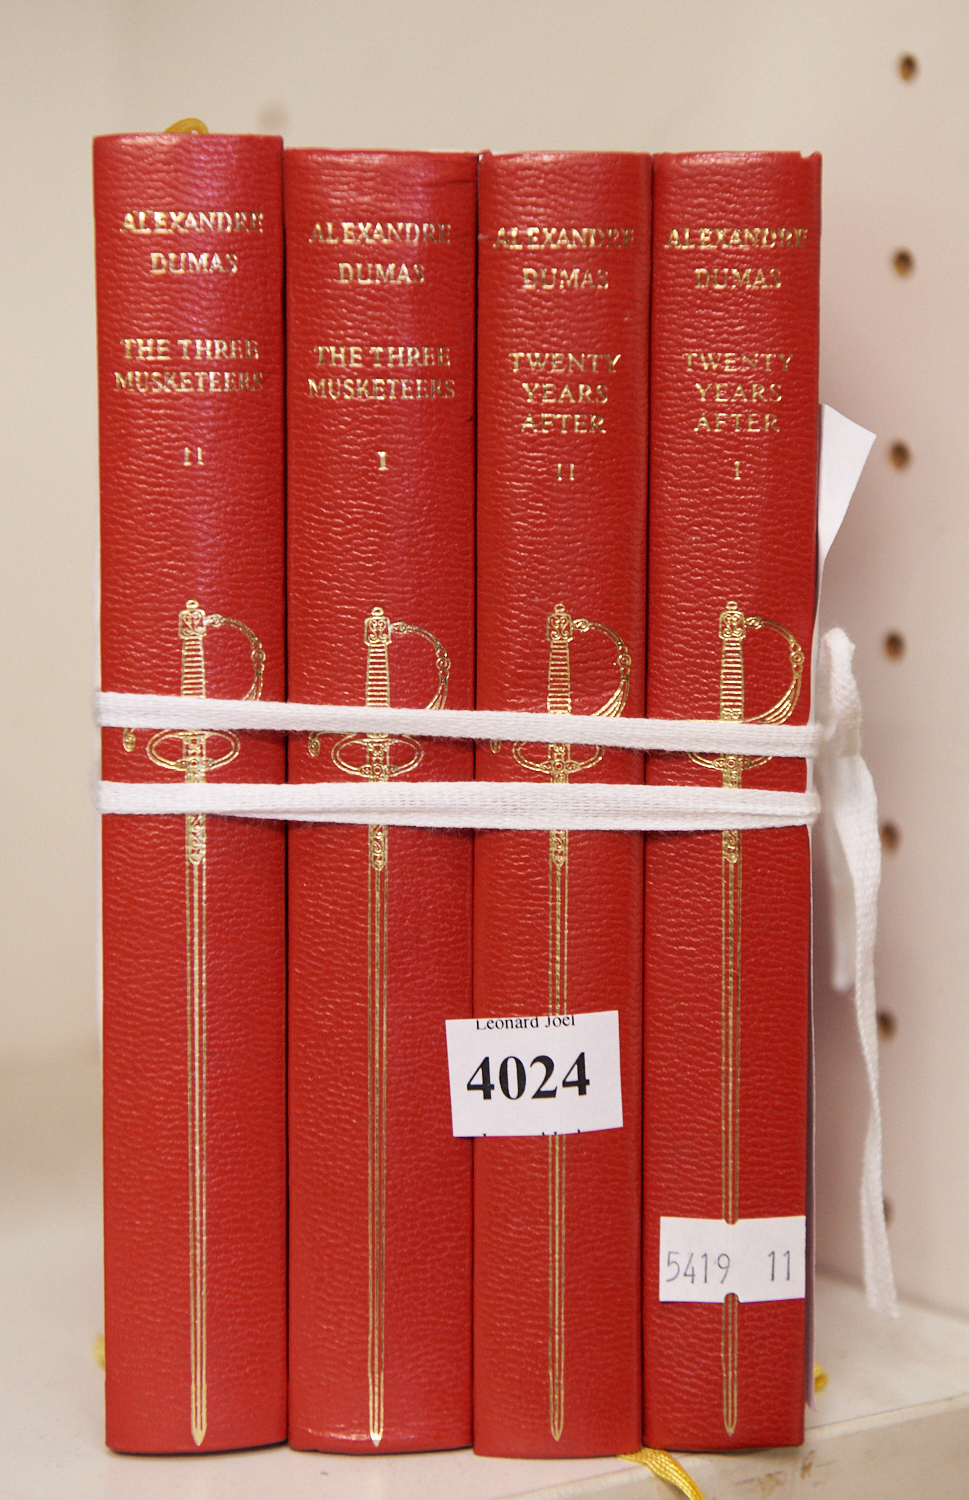 ALEXANDRE
DUMAS
THE THREE
MUSKETEERS
II
ALEXANDRE
DUMAS
THE THREE
MUSKETEERS
I
ALEXANDRE
DUMAS
TWENTY
YEARS
AFTER
II
ALEXANDRE
DUMAS
TWENTY
YEARS
AFTER
I
Leonard Joel
4024
5419 11